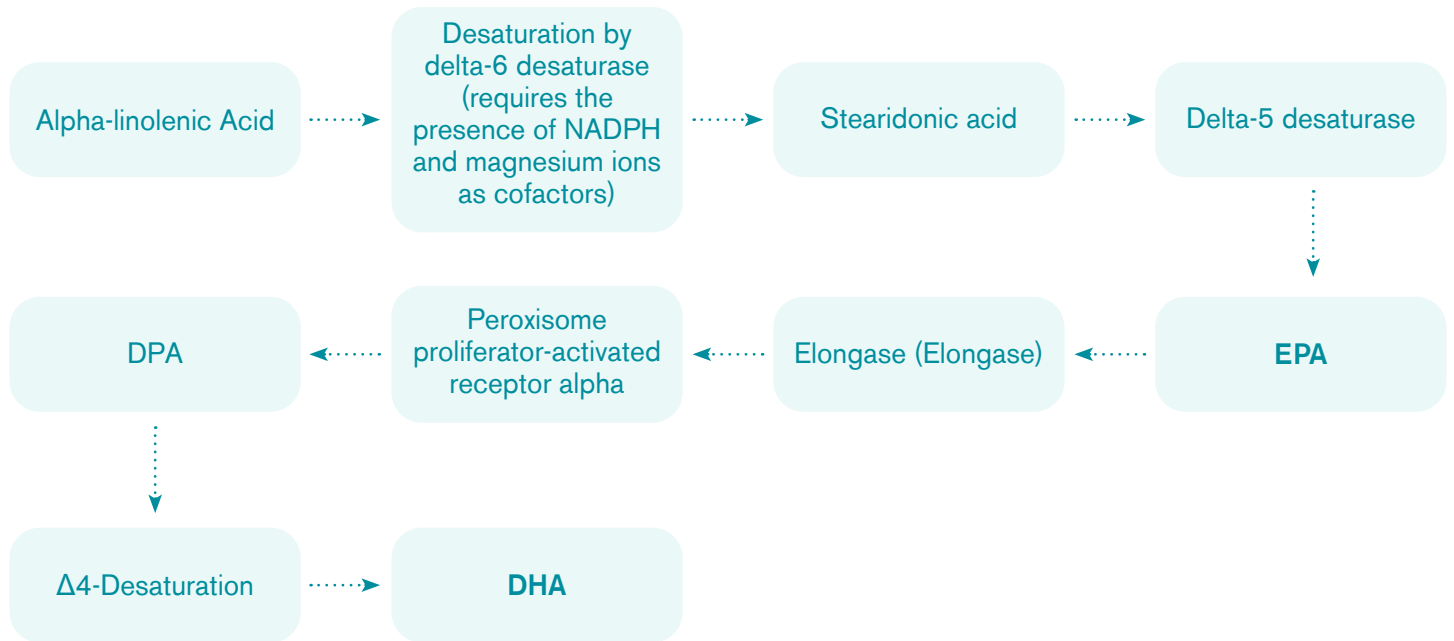 Alpha-linolenic Acid
Desaturation by
delta-6 desaturase
(requires the
presence of NADPH
and magnesium ions
as cofactors)
Stearidonic acid
Delta-5 desaturase
EPA
Elongase (Elongase)
Peroxisome
proliferator-activated
receptor alpha
DPA
Δ4-Desaturation
DHA